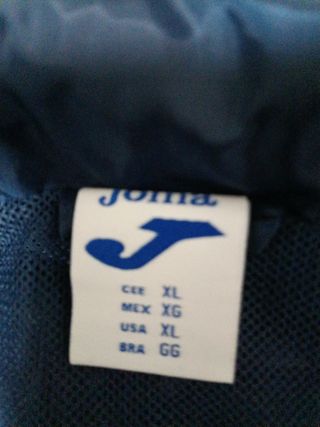 Joma
CEE XL
MEX XG
USA XL
BRA GG